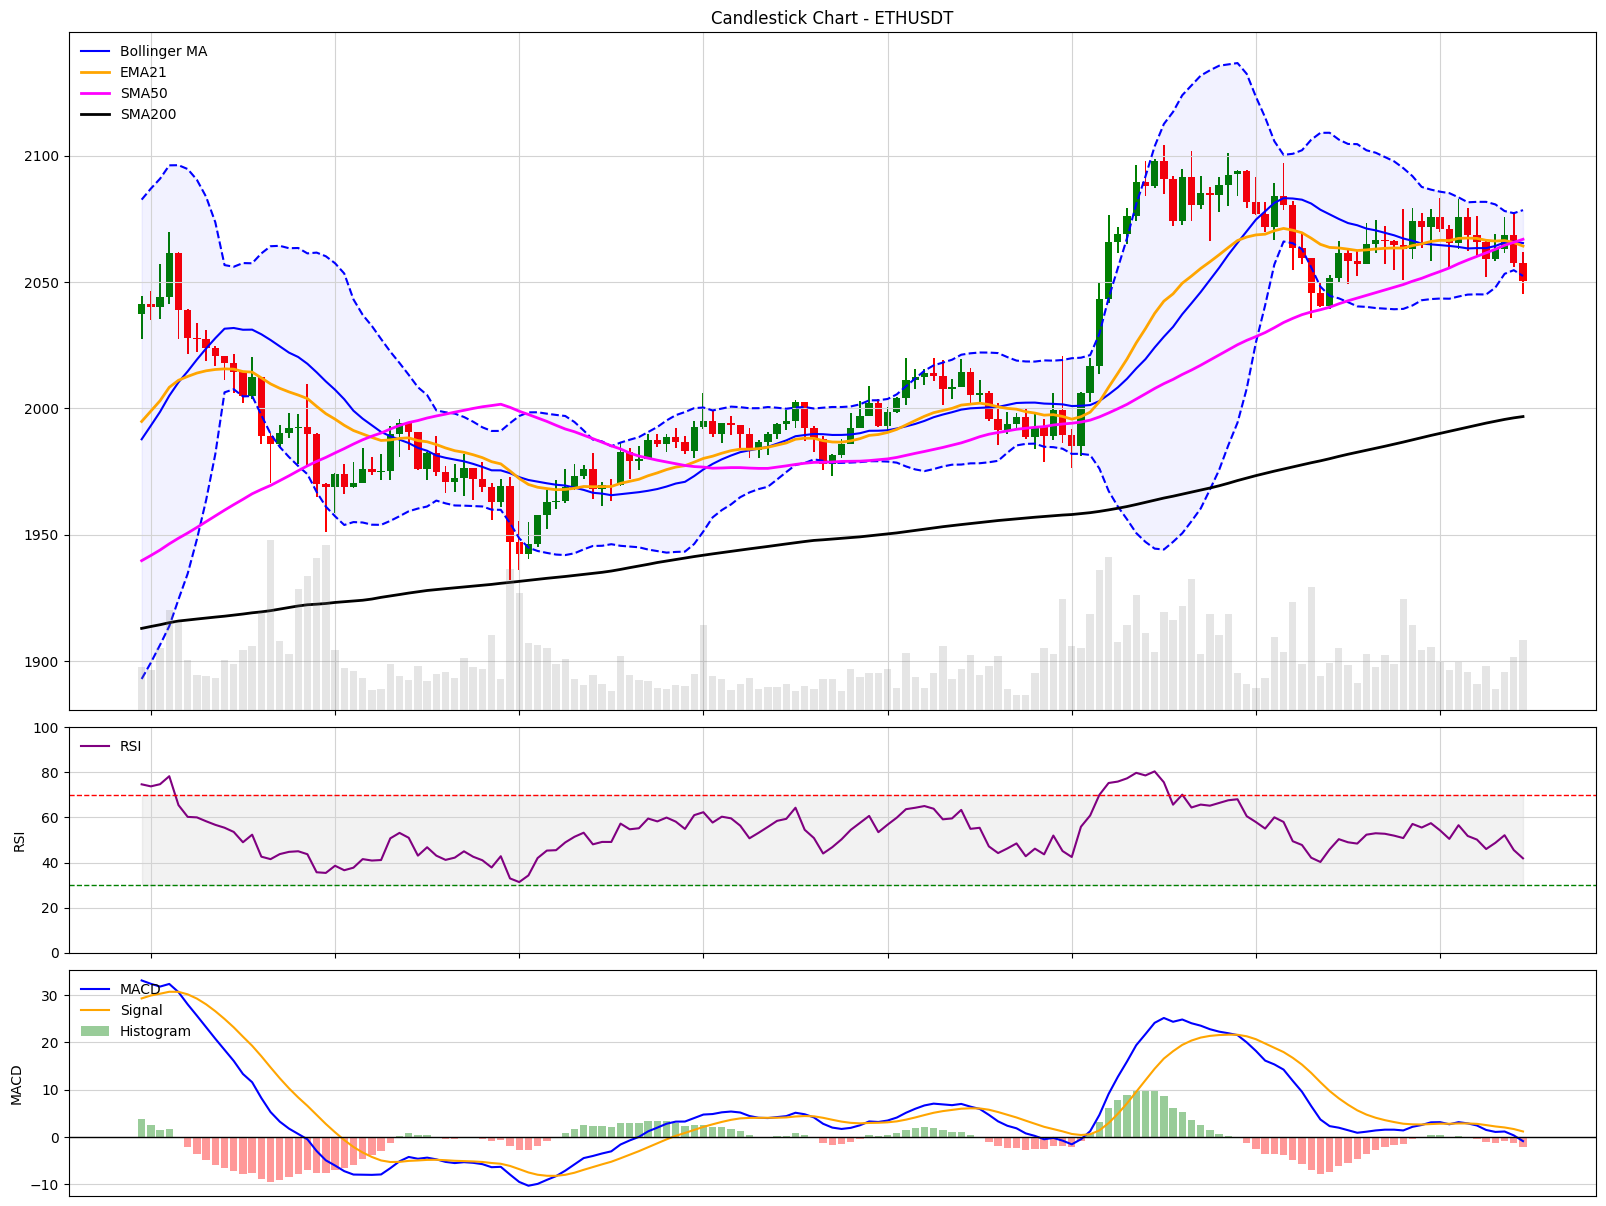 Candlestick Chart - ETHUSDT
Bollinger MA
EMA21
SMA50
SMA200
2100
2050
2000
1950
1900
RSI
100
80
60
40
20
0
RSI
MACD
Signal
Histogram
30
20
10
0
−10
MACD